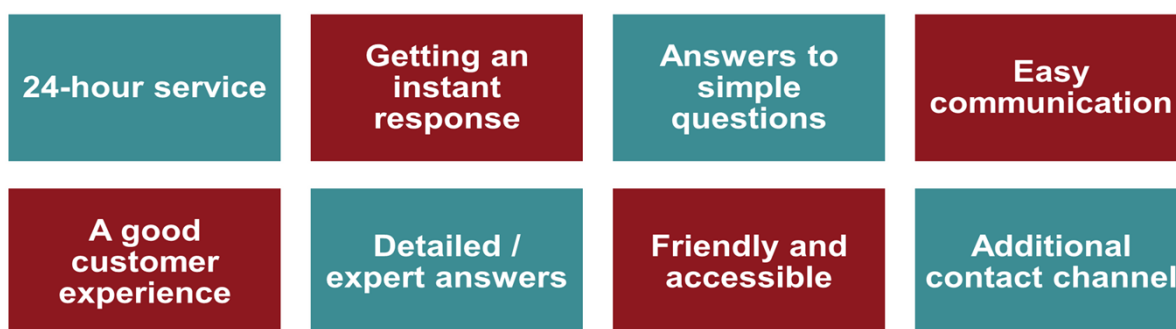 24-hour service
Getting an
instant
response
Answers to
simple
questions
Easy
communication
A good
customer
experience
Detailed /
expert answers
Friendly and
accessible
Additional
contact channel